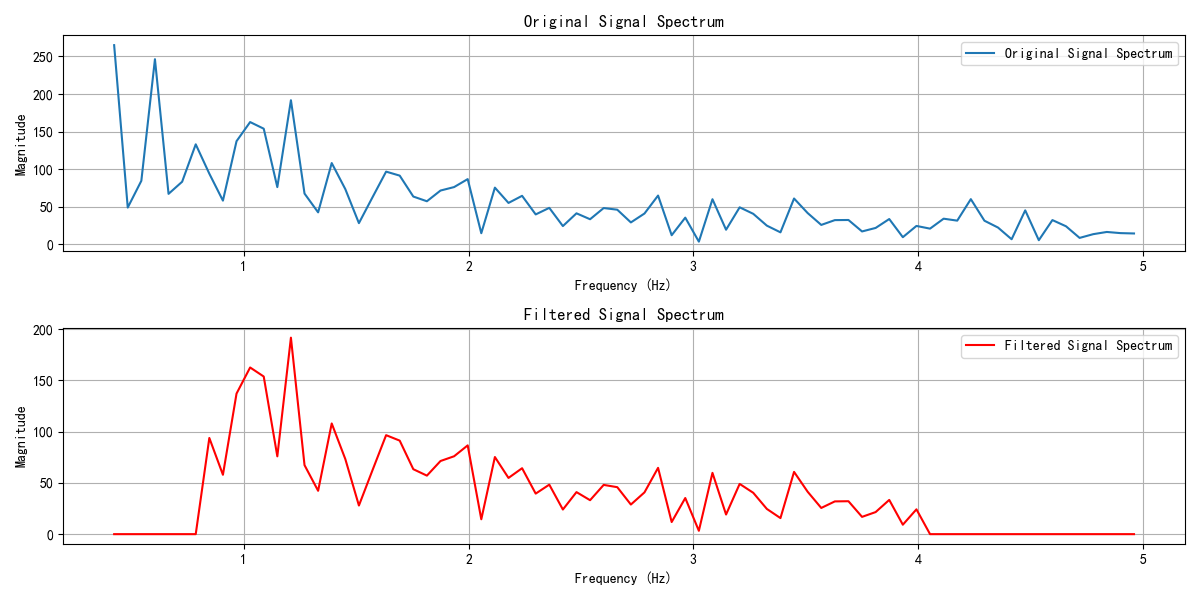 Original Signal Spectrum
250
200
150
100
50
0
Magnitude
Original Signal Spectrum
1
2
3
4
5
Frequency (Hz)
Filtered Signal Spectrum
200
150
100
50
0
Magnitude
Filtered Signal Spectrum
1
2
3
4
5
Frequency (Hz)